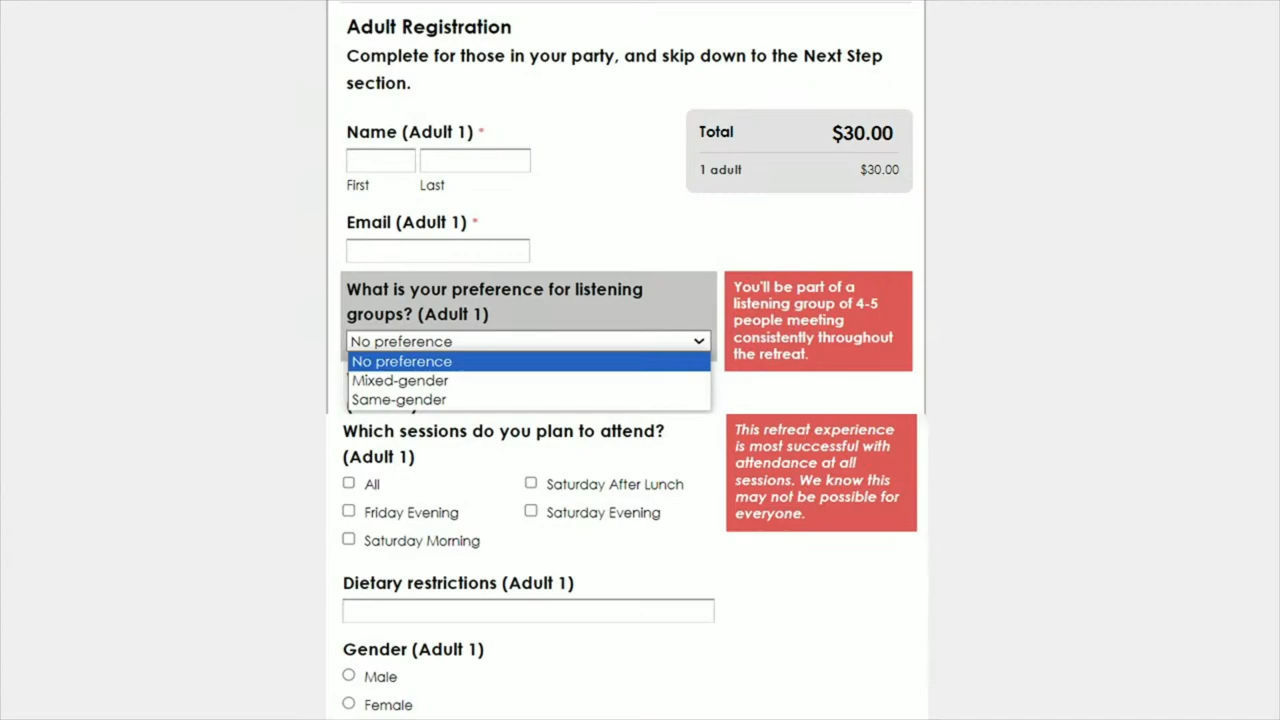 Adult Registration
Complete for those in your party, and skip down to the Next Step
section.
Name (Adult 1) *
Total $30.00
1 adult $30.00
First Last
Email (Adult 1) *
What is your preference for listening
groups? (Adult 1)
No preference
No preference
Mixed-gender
Same-gender
You'll be part of a
listening group of 4-5
people meeting
consistently throughout
the retreat.
Which sessions do you plan to attend?
(Adult 1)
All
Saturday After Lunch
Friday Evening
Saturday Evening
Saturday Morning
This retreat experience
is most successful with
attendance at all
sessions. We know this
may not be possible for
everyone.
Dietary restrictions (Adult 1)
Gender (Adult 1)
Male
Female